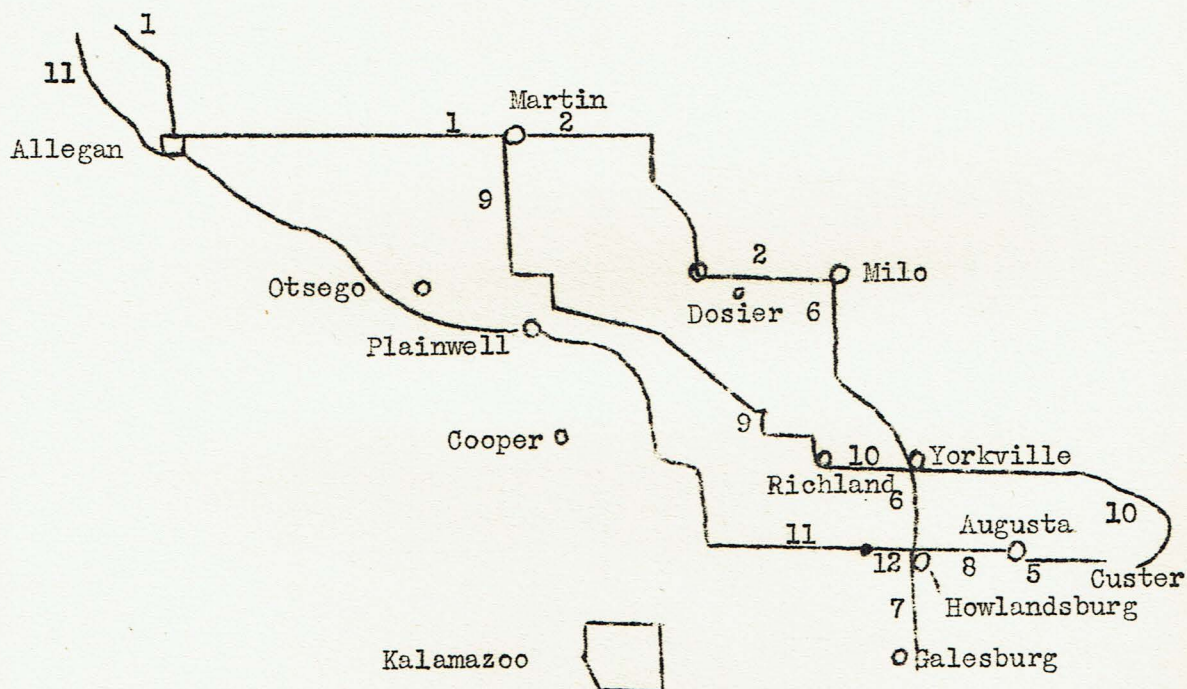 1
11
Martin
1 2
Allegan
9
2
Milo
Otsego
Dosier 6
Plainwell
9
Cooper
10 Yorkville
Richland
6
10
Augusta
11
12 8 5 Custer
7 Howlandsburg
Kalamazoo
Galesburg